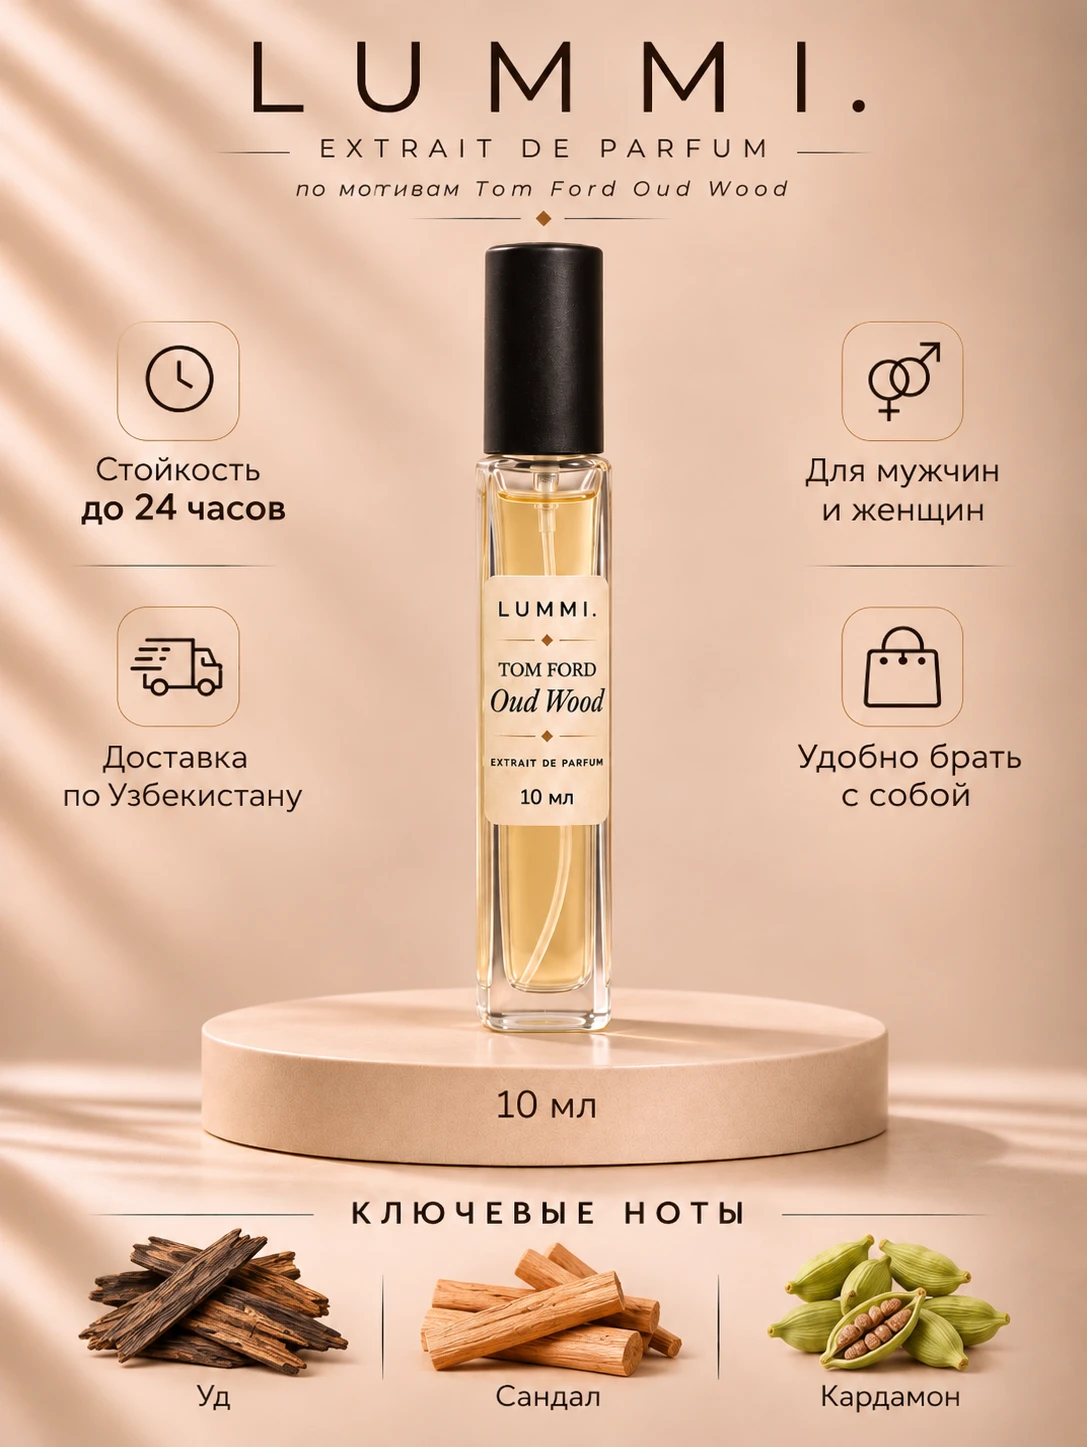 LUMMI.
EXTRAIT DE PARFUM
по мотивам Tom Ford Oud Wood
Стойкость
до 24 часов
Для мужчин
и женщин
Доставка
по Узбекистану
Удобно брать
с собой
LUMMI.
TOM FORD
Oud Wood
EXTRAIT DE PARFUM
10 мл
10 мл
КЛЮЧЕВЫЕ НОТЫ
Уд
Сандал
Кардамон